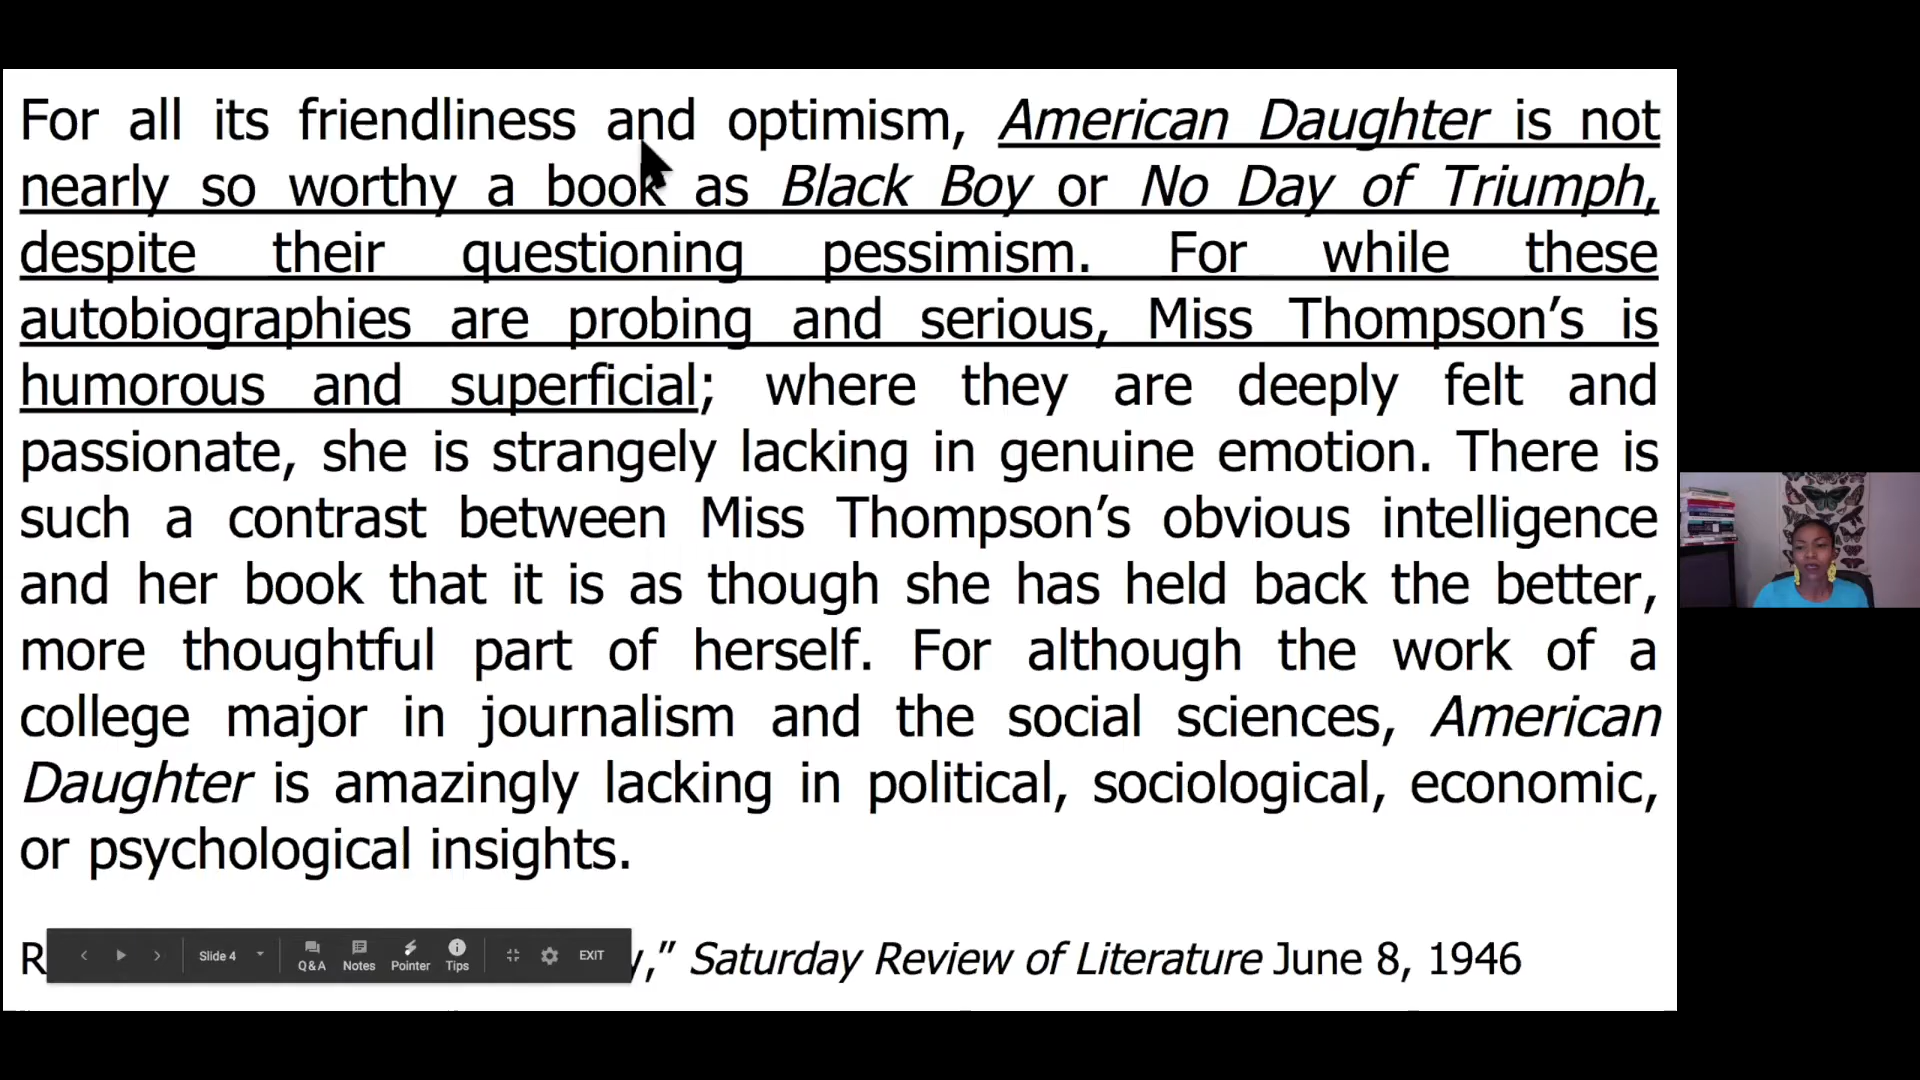 For all its friendliness and optimism, American Daughter is not
nearly so worthy a book as Black Boy or No Day of Triumph,
despite their questioning pessimism. For while these
autobiographies are probing and serious, Miss Thompson’s is
humorous and superficial; where they are deeply felt and
passionate, she is strangely lacking in genuine emotion. There is
such a contrast between Miss Thompson’s obvious intelligence
and her book that it is as though she has held back the better,
more thoughtful part of herself. For although the work of a
college major in journalism and the social sciences, American
Daughter is amazingly lacking in political, sociological, economic,
or psychological insights.
Saturday Review of Literature June 8, 1946
Slide 4 Q&A Notes Pointer Tips EXIT